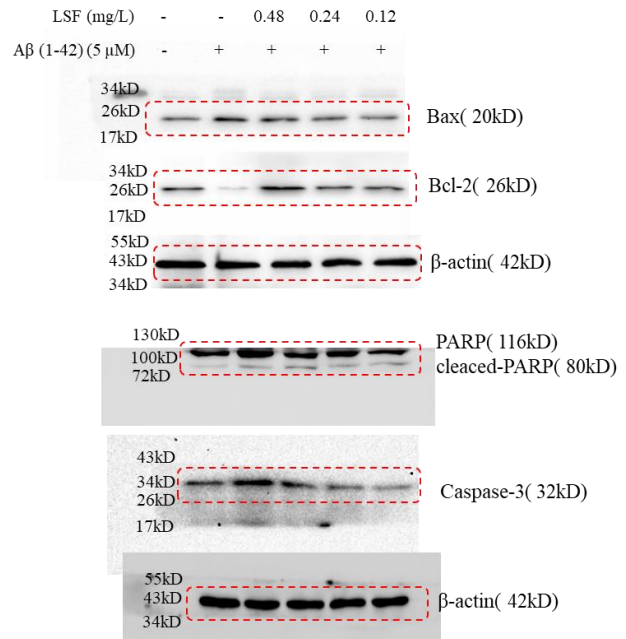 LSF (mg/L) - - 0.48 0.24 0.12
Aβ (1-42) (5 μM) - + + + +
34kD
26kD
17kD
Bax( 20kD)
34kD
26kD
17kD
Bcl-2( 26kD)
55kD
43kD
34kD
β-actin( 42kD)
130kD
100kD
72kD
PARP( 116kD)
cleaced-PARP( 80kD)
43kD
34kD
26kD
17kD
Caspase-3( 32kD)
55kD
43kD
34kD
β-actin( 42kD)